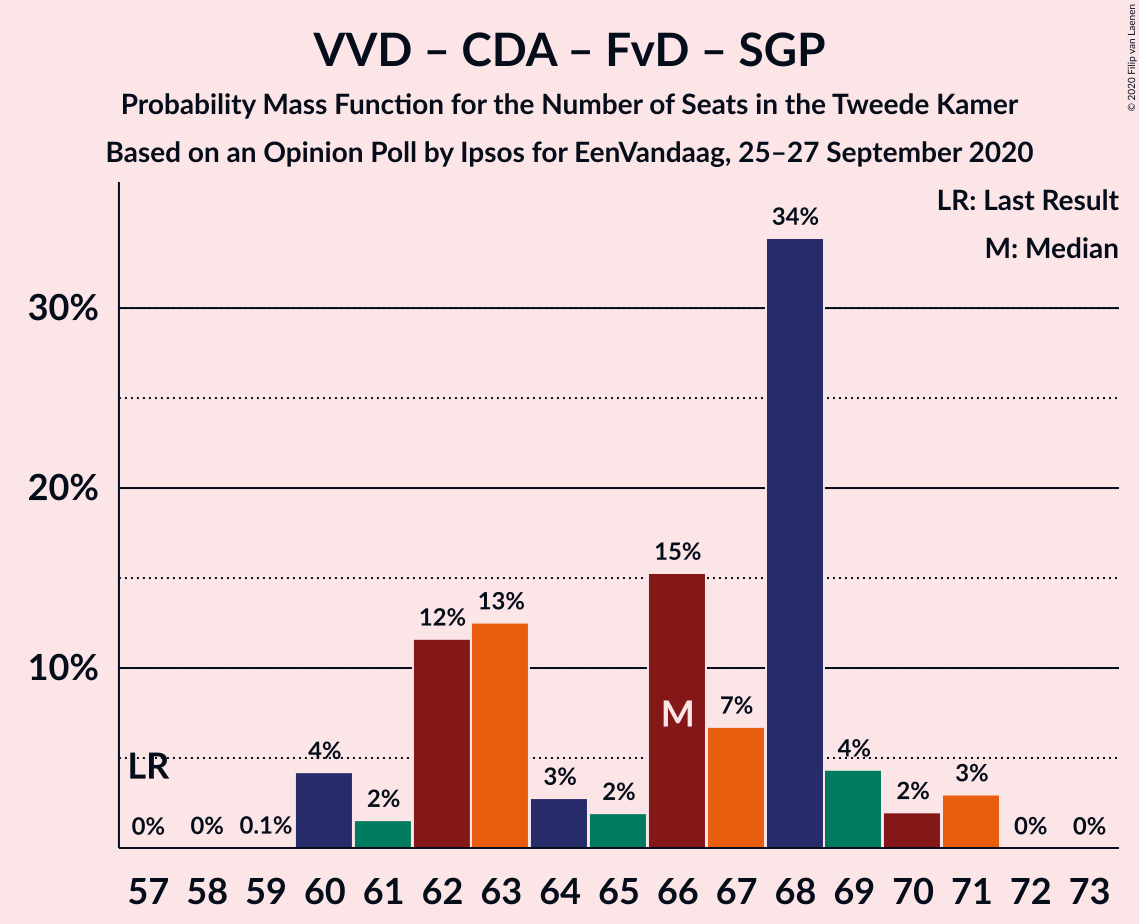 VVD – CDA – FvD – SGP
Probability Mass Function for the Number of Seats in the Tweede Kamer
Based on an Opinion Poll by Ipsos for EenVandaag, 25–27 September 2020
© 2020 Filip van Laenen
LR: Last Result
M: Median
34%
30%
20%
15%
13%
12%
10%
M
7%
LR
4%
4%
3%
3%
2%
2%
2%
0%
0%
0.1%
0%
0%
57 58 59 60 61 62 63 64 65 66 67 68 69 70 71 72 73